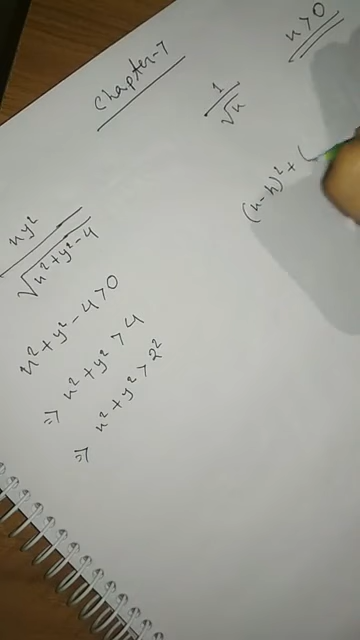 Chapter-7
x > 0
1/√x
(x-h)² + (
xy²/√(x²+y²-4)
x²+y²-4 > 0
⇒ x²+y² > 4
⇒ x²+y² > 2²